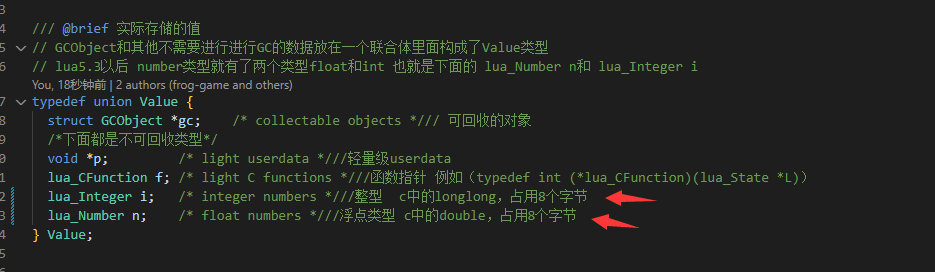 3
4 /// @brief 实际存储的值
5 // GCObject和其他不需要进行进行GC的数据放在一个联合体里面构成了Value类型
6 // lua5.3以后 number类型就有了两个类型float和int 也就是下面的 lua_Number n和 lua_Integer i
You, 18秒钟前 | 2 authors (frog-game and others)
7 typedef union Value {
8 struct GCObject *gc; /* collectable objects *//// 可回收的对象
9 /*下面都是不可回收类型*/
0 void *p; /* light userdata *///轻量级userdata
1 lua_CFunction f; /* light C functions *///函数指针 例如（typedef int (*lua_CFunction)(lua_State *L)）
2 lua_Integer i; /* integer numbers *///整型 c中的longlong，占用8个字节
3 lua_Number n; /* float numbers *////浮点类型 c中的double，占用8个字节
4 } Value;
5
6